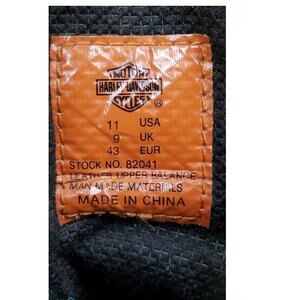 MOTOR
HARLEY-DAVIDSON
CYCLES
®
11 USA
9 UK
43 EUR
STOCK NO. 82041
LEATHER UPPER BALANCE
MAN MADE MATERIALS
MADE IN CHINA